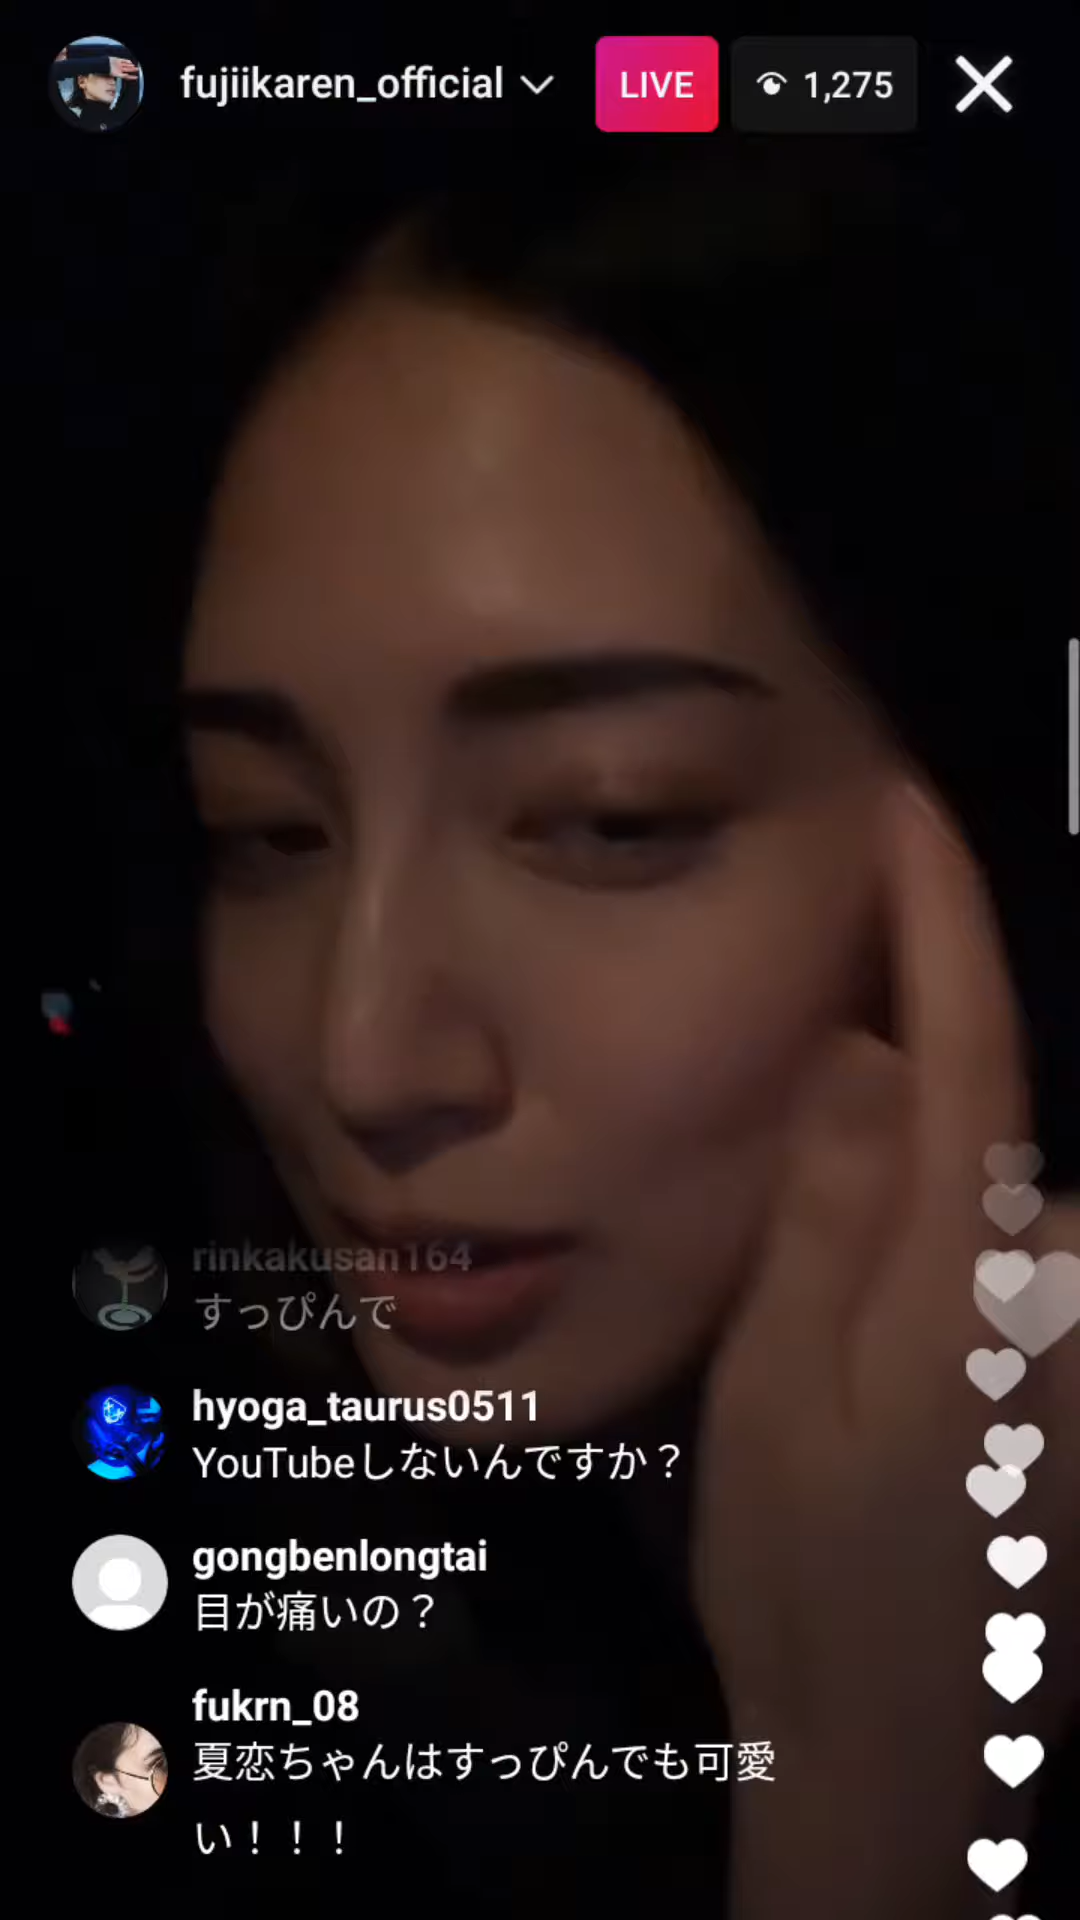 fujiikaren_official
LIVE
1,275
rinkakusan164
すっぴんで
hyoga_taurus0511
YouTubeしないんですか？
gongbenlongtai
目が痛いの？
fukrn_08
夏恋ちゃんはすっぴんでも可愛
い！！！